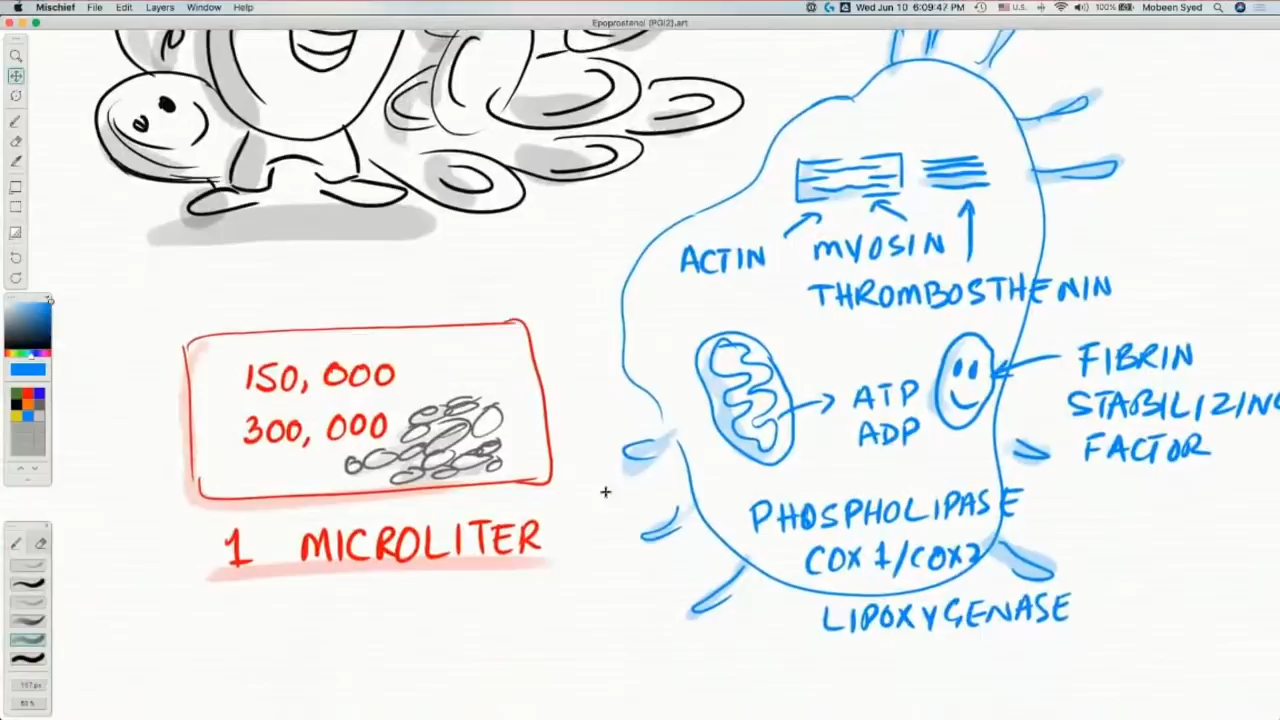 Mischief File Edit Layers Window Help
U.S. 100% Wed Jun 10 6:09:47 PM Mobeen Syed
Epoprostenol (PGI2).art
ACTIN MYOSIN
THROMBOSTHENIN
150,000
300,000
1 MICROLITER
ATP
ADP
FIBRIN
STABILIZING
FACTOR
PHOSPHOLIPASE
COX 1/COX2
LIPOXYGENASE